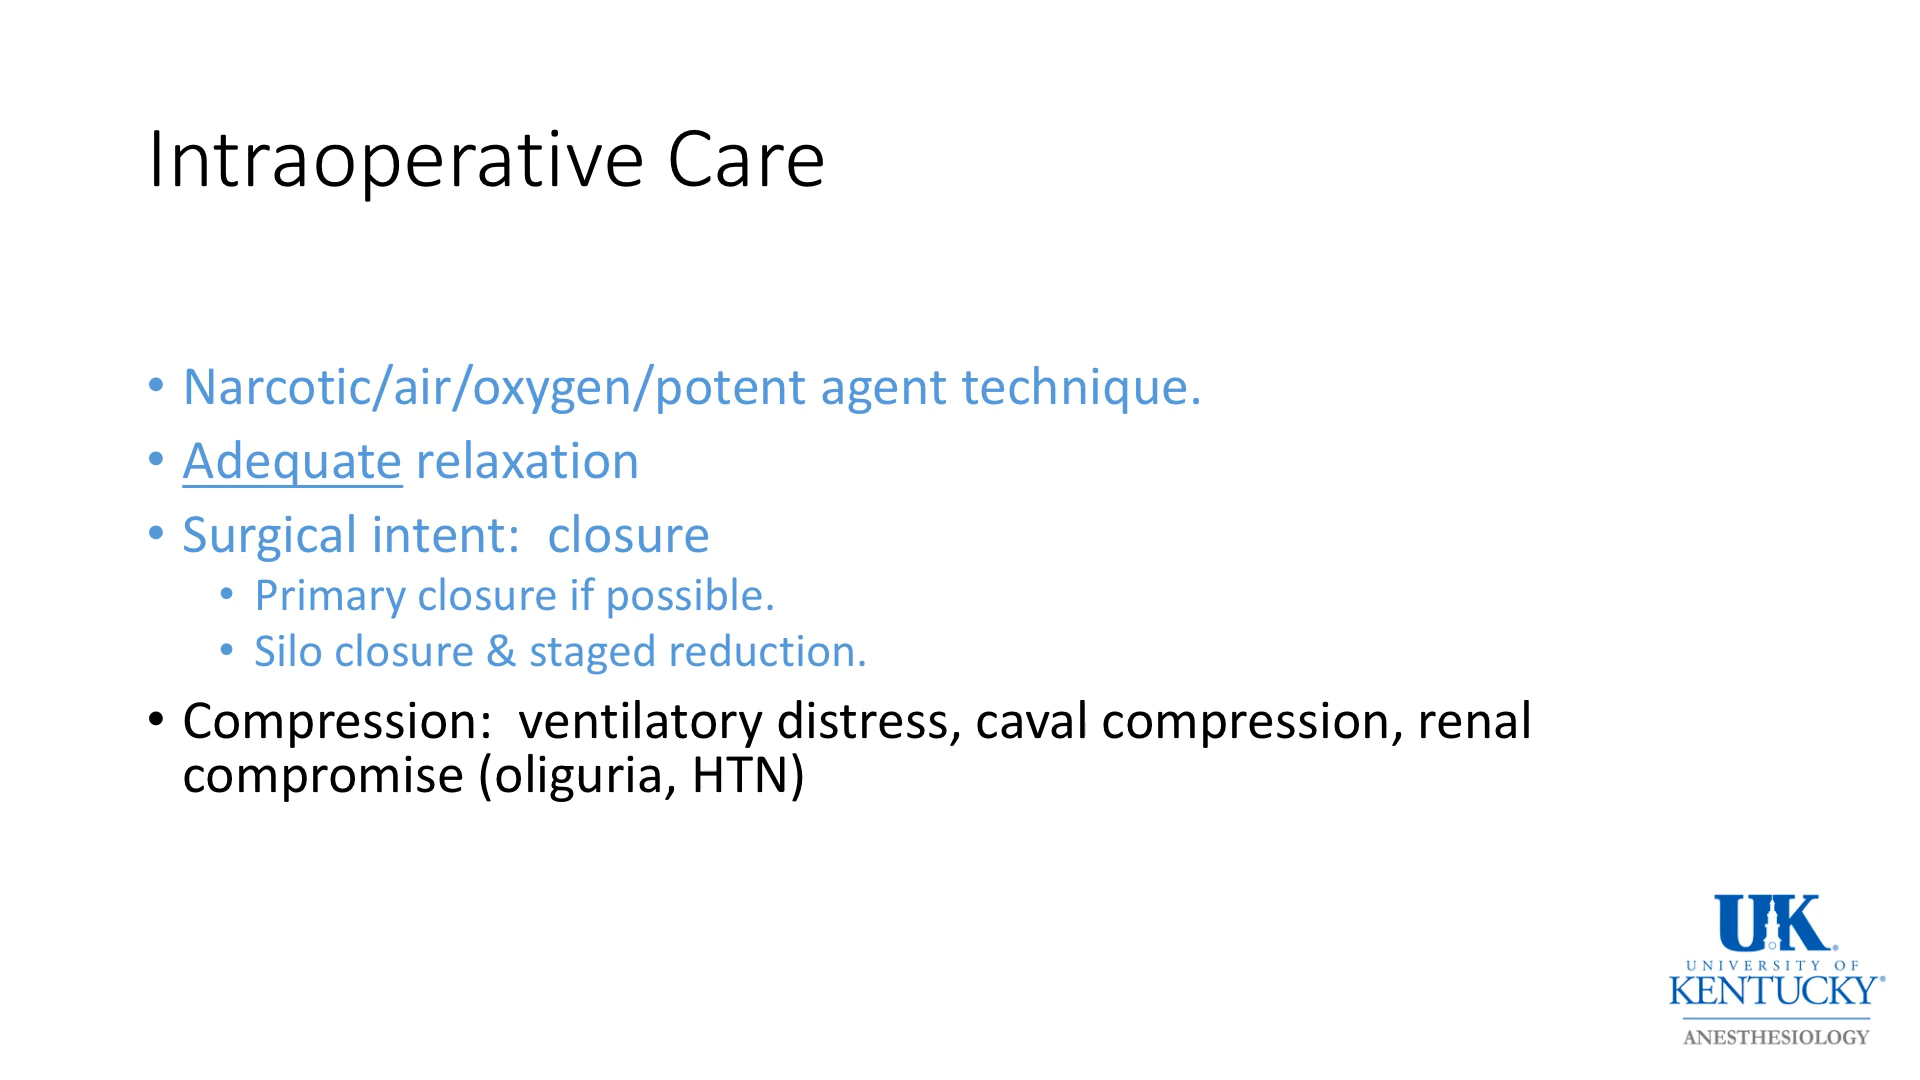 Intraoperative Care
• Narcotic/air/oxygen/potent agent technique.
• Adequate relaxation
• Surgical intent:  closure
• Primary closure if possible.
• Silo closure & staged reduction.
• Compression:  ventilatory distress, caval compression, renal
compromise (oliguria, HTN)
UK®
UNIVERSITY OF
KENTUCKY®
ANESTHESIOLOGY